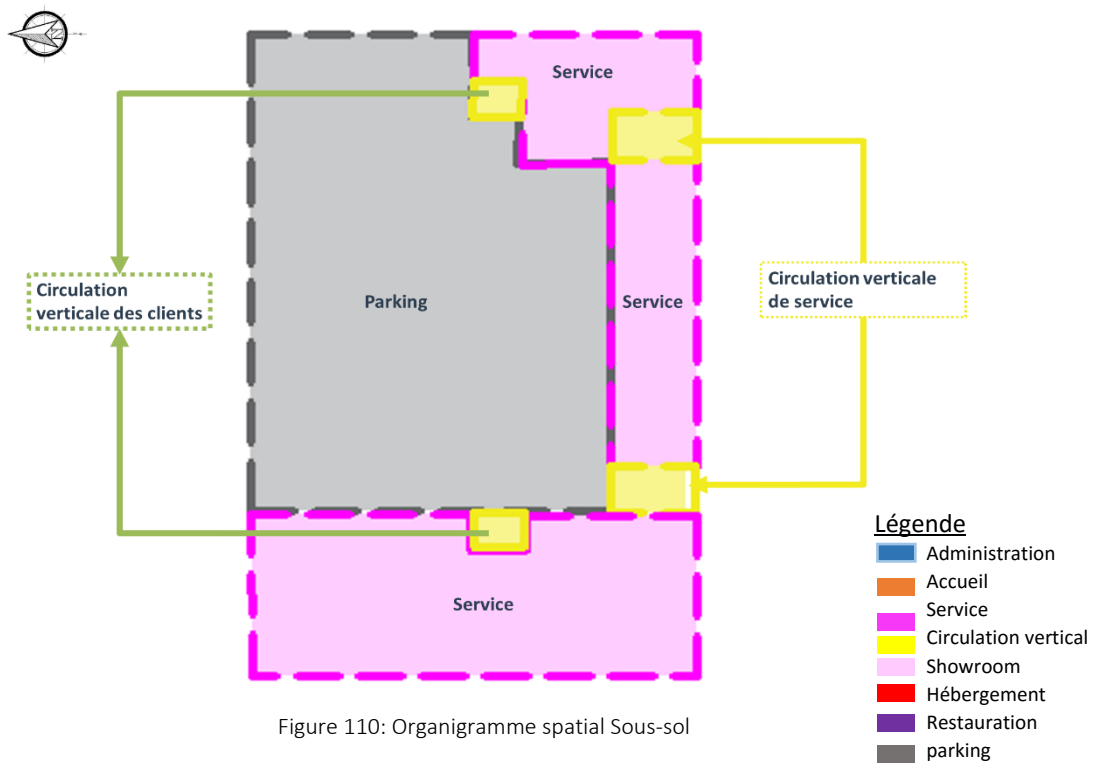 Service
Circulation
verticale des clients
Parking
Service
Circulation verticale
de service
Service
Légende
Administration
Accueil
Service
Circulation vertical
Showroom
Hébergement
Restauration
parking
Figure 110: Organigramme spatial Sous-sol